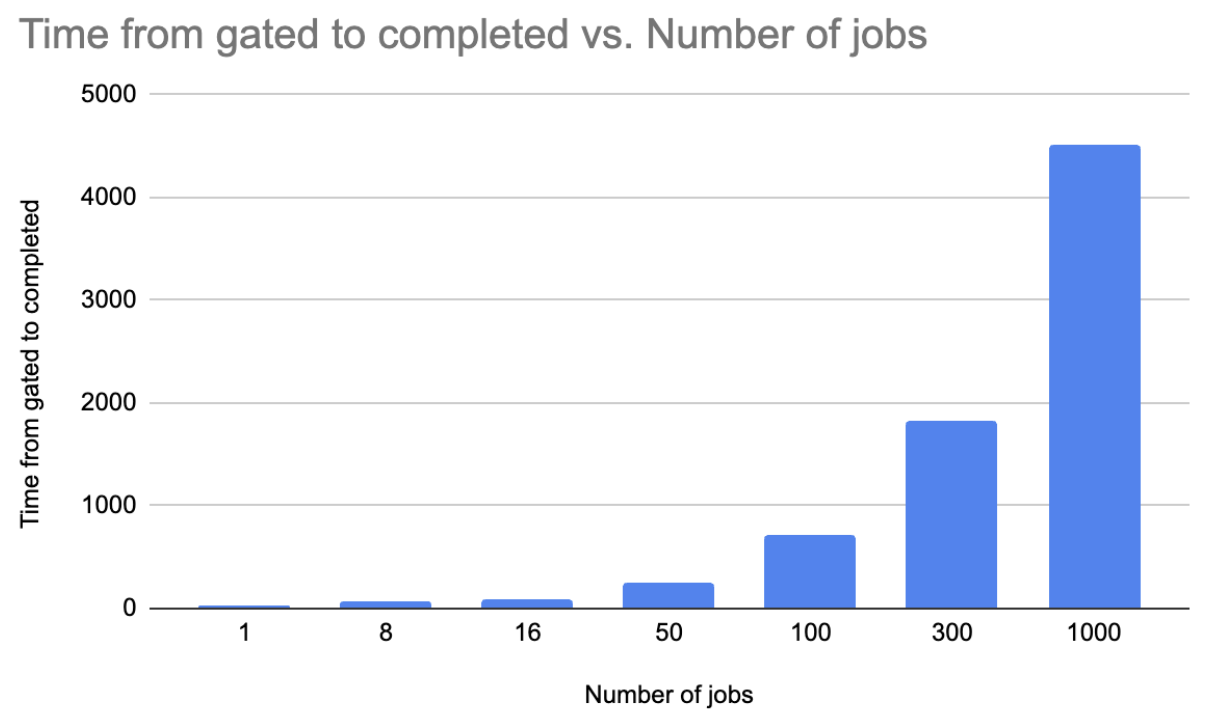 Time from gated to completed vs. Number of jobs
5000
4000
3000
2000
1000
0
Time from gated to completed
1 8 16 50 100 300 1000
Number of jobs